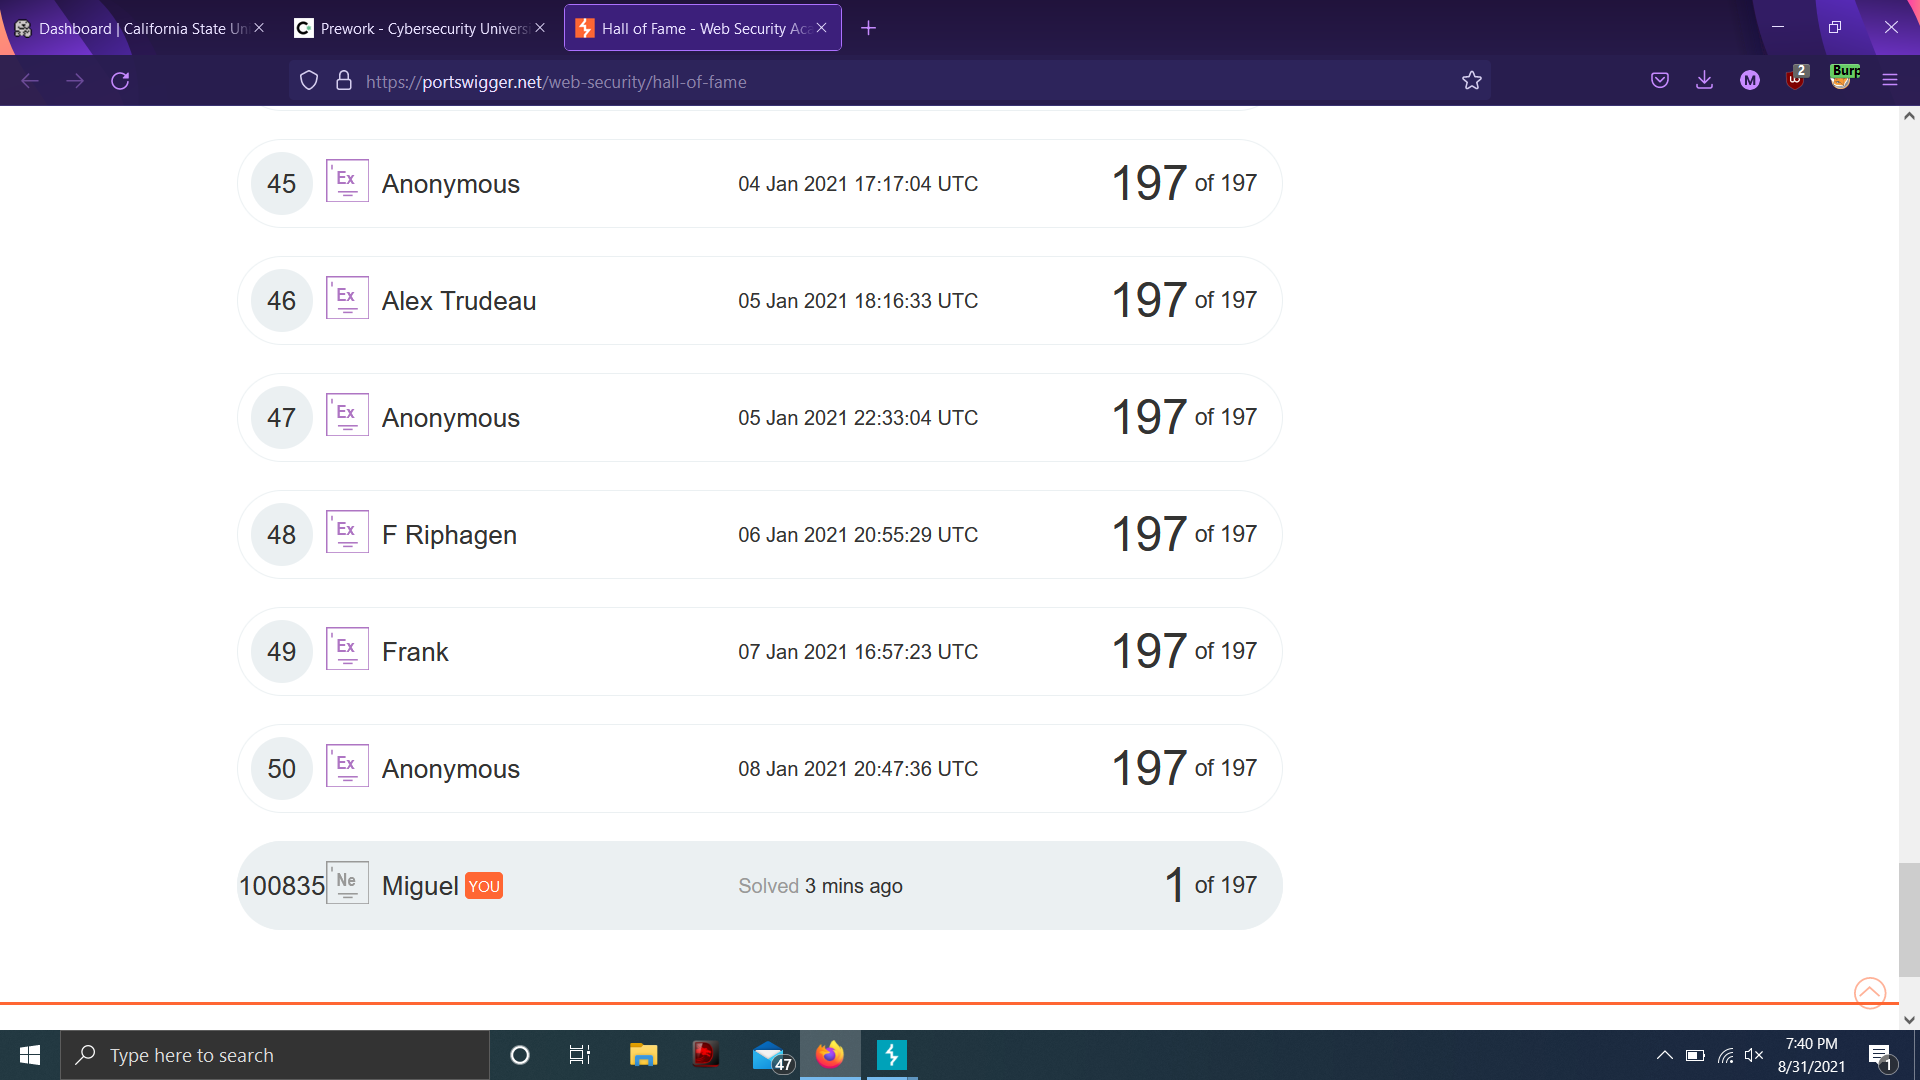 Dashboard | California State Uni
Prework - Cybersecurity Universi
Hall of Fame - Web Security Aca
https://portswigger.net/web-security/hall-of-fame
M
2
Burp
45 Ex Anonymous 04 Jan 2021 17:17:04 UTC 197 of 197
46 Ex Alex Trudeau 05 Jan 2021 18:16:33 UTC 197 of 197
47 Ex Anonymous 05 Jan 2021 22:33:04 UTC 197 of 197
48 Ex F Riphagen 06 Jan 2021 20:55:29 UTC 197 of 197
49 Ex Frank 07 Jan 2021 16:57:23 UTC 197 of 197
50 Ex Anonymous 08 Jan 2021 20:47:36 UTC 197 of 197
100835 Ne Miguel YOU Solved 3 mins ago 1 of 197
Type here to search
47
7:40 PM
8/31/2021
1